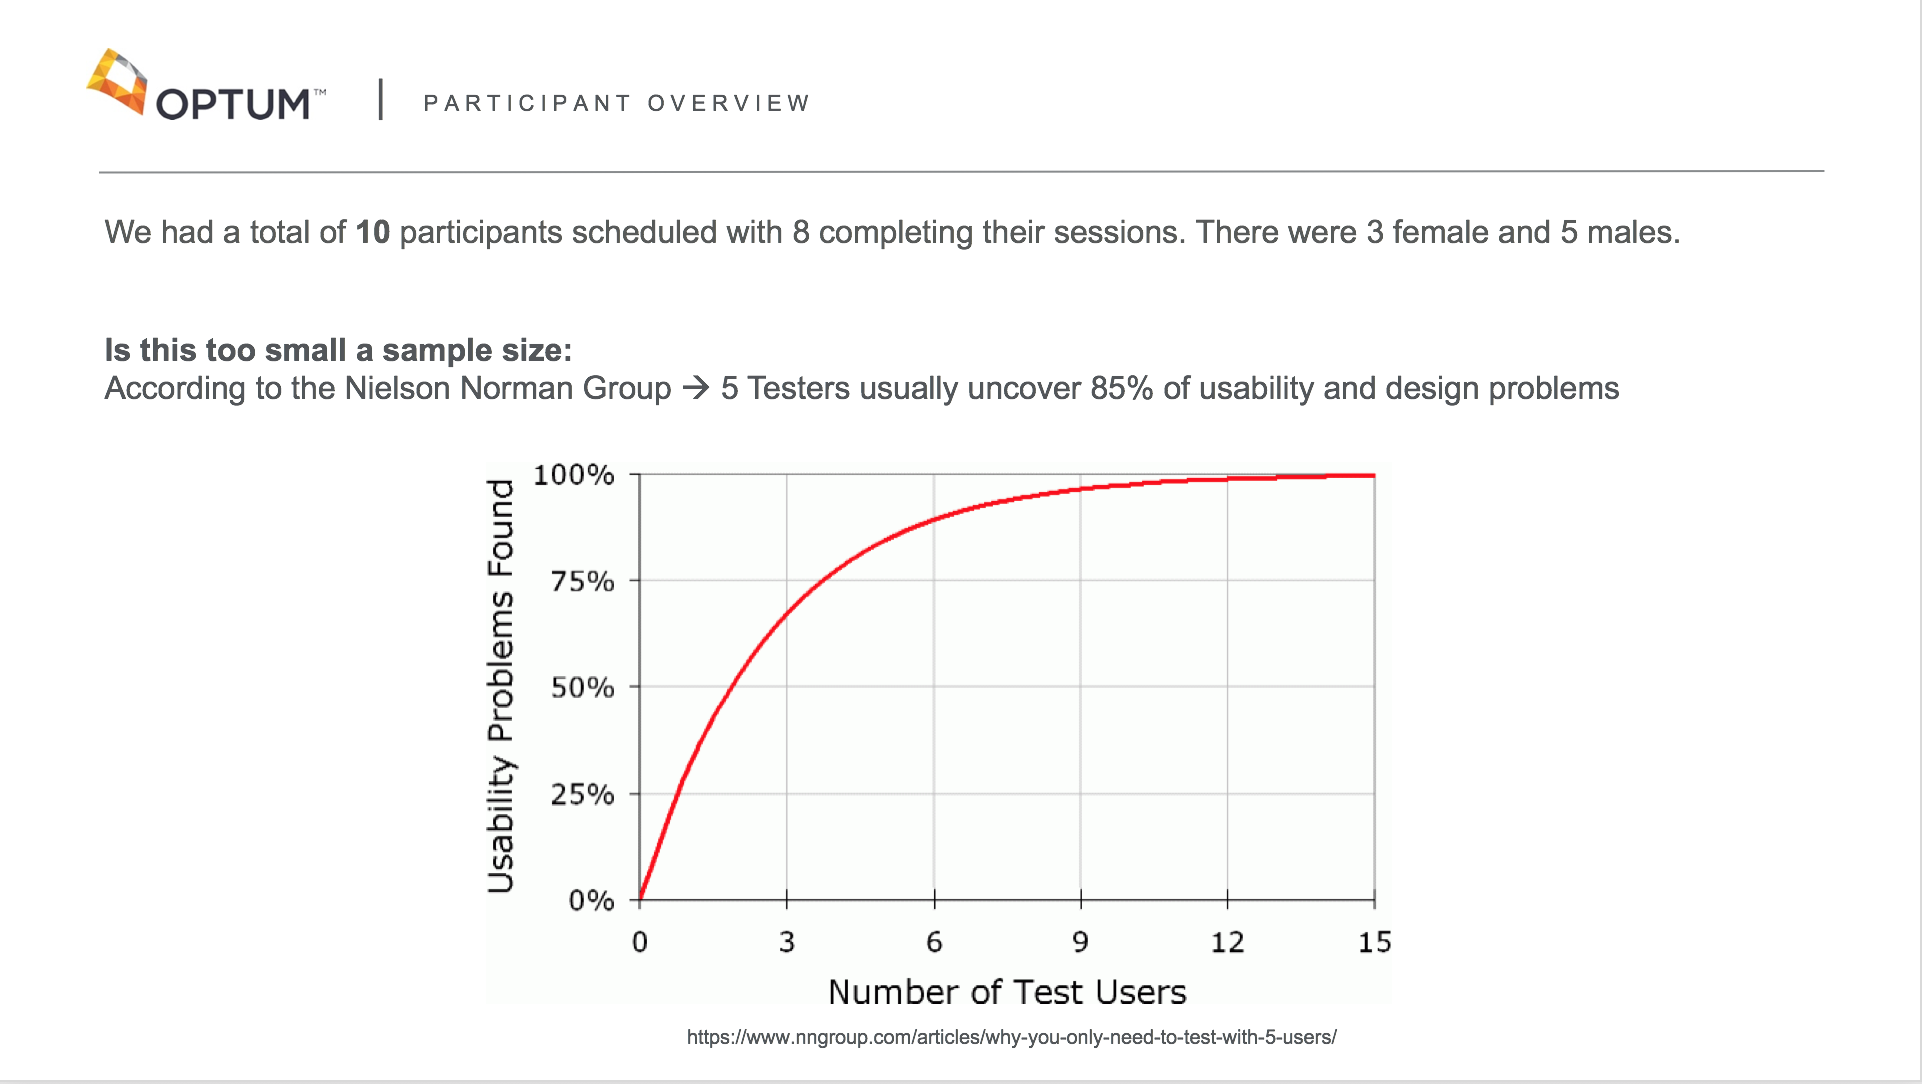 OPTUM™ | PARTICIPANT OVERVIEW
We had a total of 10 participants scheduled with 8 completing their sessions. There were 3 female and 5 males.
Is this too small a sample size:
According to the Nielson Norman Group → 5 Testers usually uncover 85% of usability and design problems
Usability Problems Found
100%
75%
50%
25%
0%
0 3 6 9 12 15
Number of Test Users
https://www.nngroup.com/articles/why-you-only-need-to-test-with-5-users/